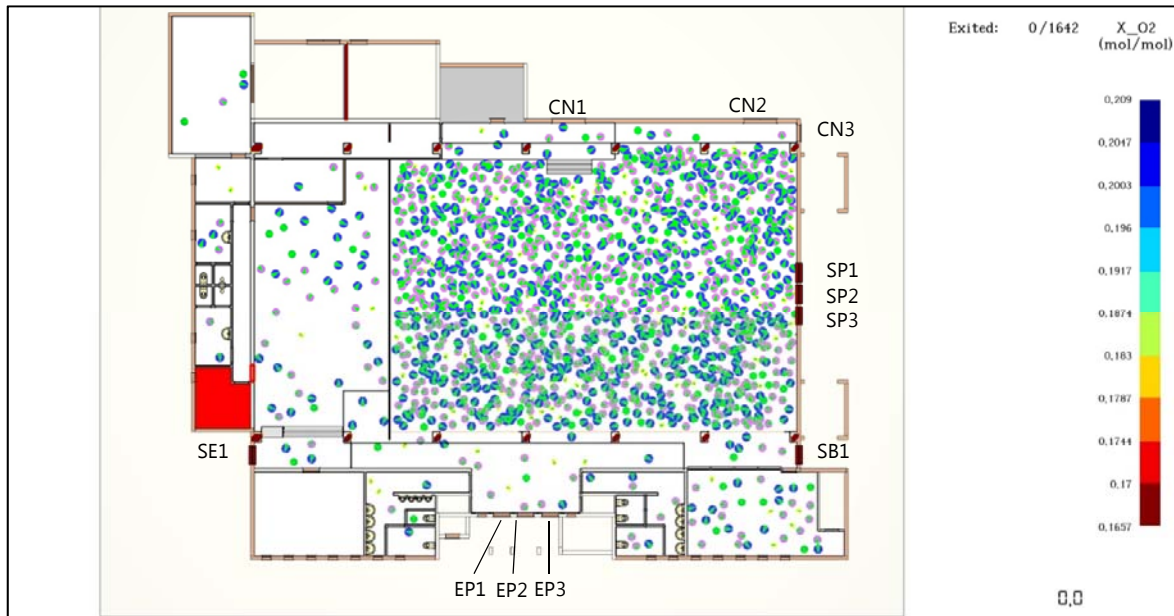 Exited: 0/1642 X_O2
(mol/mol)
CN1
CN2
CN3
0,209
0,2047
0,2003
0,196
0,1917
0,1874
0,183
0,1787
0,1744
0,17
0,1657
SP1
SP2
SP3
SE1
SB1
EP1 EP2 EP3
0,0